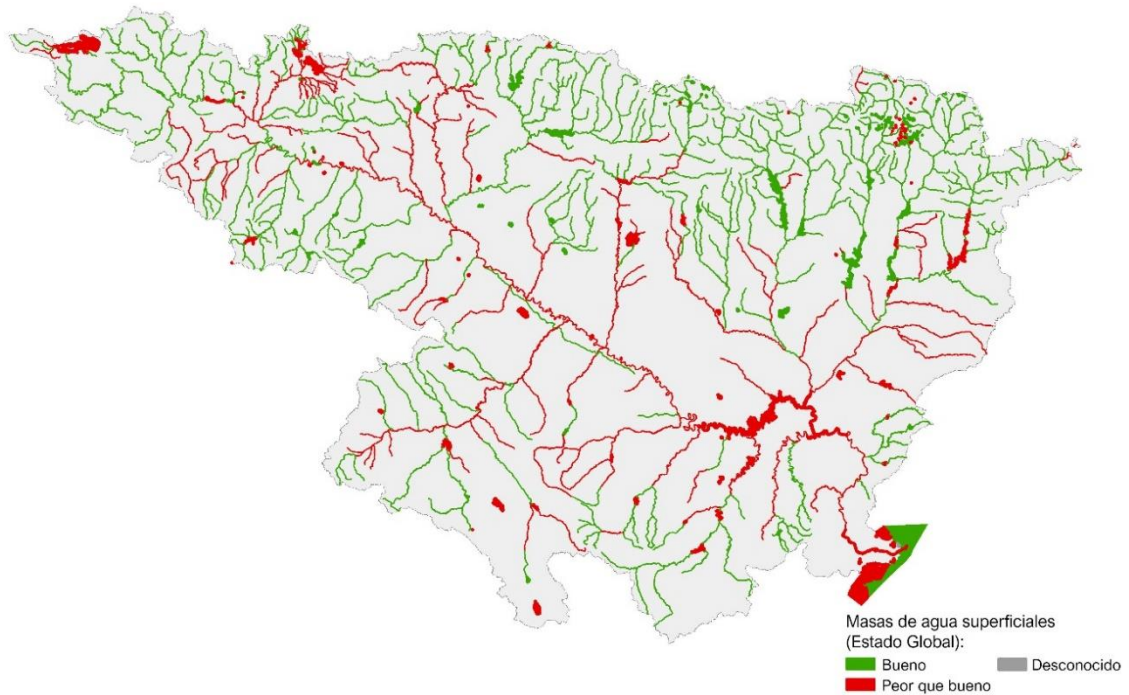 Masas de agua superficiales
(Estado Global):
Bueno
Desconocido
Peor que bueno